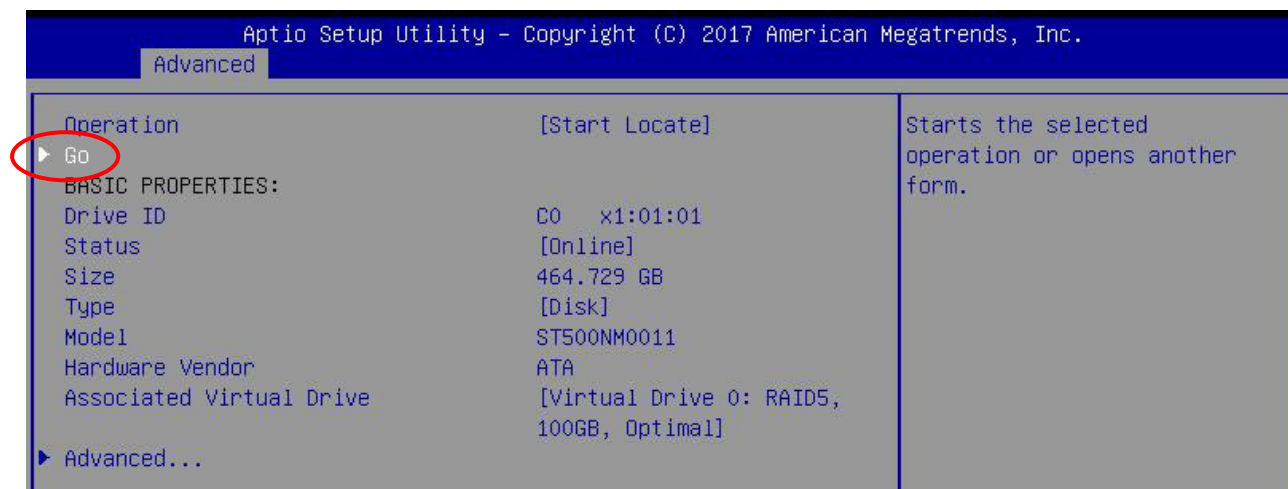 Aptio Setup Utility – Copyright (C) 2017 American Megatrends, Inc.
Advanced
Operation [Start Locate]
Go
BASIC PROPERTIES:
Drive ID C0 x1:01:01
Status [Online]
Size 464.729 GB
Type [Disk]
Model ST500NM0011
Hardware Vendor ATA
Associated Virtual Drive [Virtual Drive 0: RAID5,
100GB, Optimal]
Advanced...
Starts the selected
operation or opens another
form.